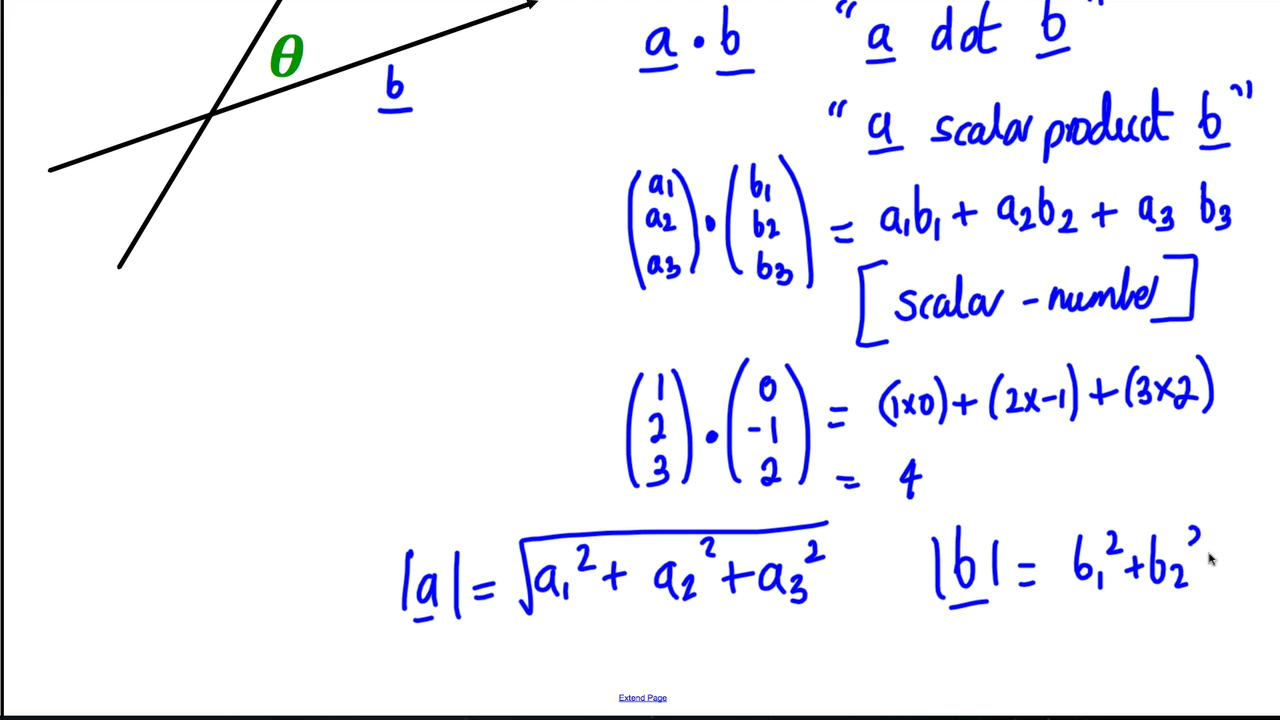 θ
b
a · b " a dot b "
" a scalar product b "
(a₁ a₂ a₃) · (b₁ b₂ b₃) = a₁b₁ + a₂b₂ + a₃ b₃
[scalar - number]
(1 2 3) · (0 -1 2) = (1×0) + (2×-1) + (3×2)
= 4
|a| = √(a₁² + a₂² + a₃²) |b| = b₁² + b₂
Extend Page